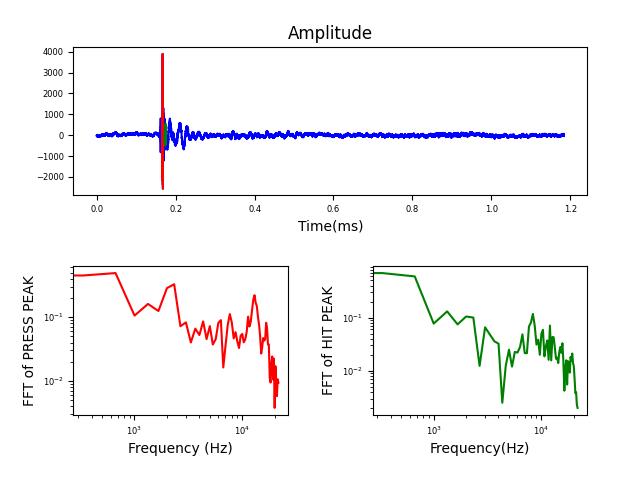 Amplitude
4000
3000
2000
1000
0
−1000
−2000
0.0 0.2 0.4 0.6 0.8 1.0 1.2
Time(ms)
FFT of PRESS PEAK
10⁻¹
10⁻²
10³ 10⁴
Frequency (Hz)
FFT of HIT PEAK
10⁻¹
10⁻²
10³ 10⁴
Frequency(Hz)